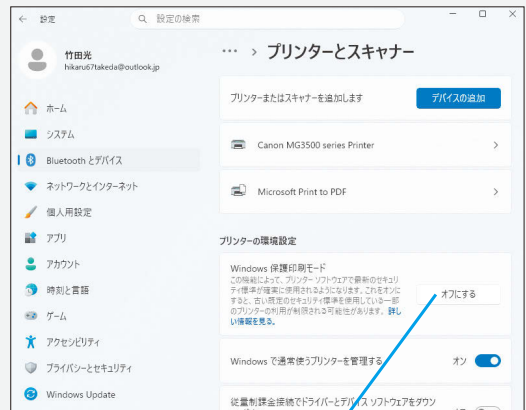 ← 設定
設定の検索
竹田光
hikaru67takeda@outlook.jp
ホーム
システム
Bluetooth とデバイス
ネットワークとインターネット
個人用設定
アプリ
アカウント
時刻と言語
ゲーム
アクセシビリティ
プライバシーとセキュリティ
Windows Update
… > プリンターとスキャナー
プリンターまたはスキャナーを追加します
デバイスの追加
Canon MG3500 series Printer
Microsoft Print to PDF
プリンターの環境設定
Windows 保護印刷モード
この機能によって、プリンター ソフトウェアで最新のセキュリ
ティ標準が確実に使用されるようになります。これをオンに
すると、古い既定のセキュリティ標準を使用している一部
のプリンターの利用が制限される可能性があります。 詳し
い情報を見る。
オフにする
Windows で通常使うプリンターを管理する
オン
従量制課金接続でドライバーとデバイス ソフトウェアをダウン